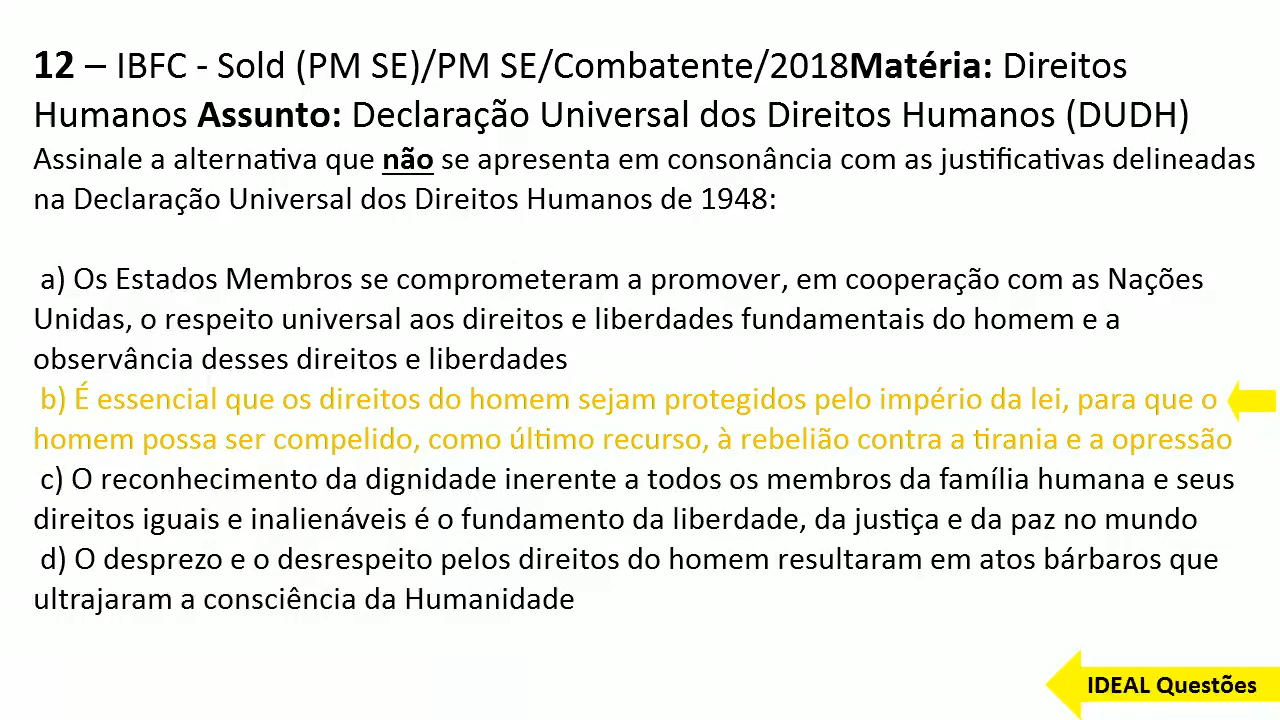 12 – IBFC - Sold (PM SE)/PM SE/Combatente/2018Matéria: Direitos
Humanos Assunto: Declaração Universal dos Direitos Humanos (DUDH)
Assinale a alternativa que não se apresenta em consonância com as justificativas delineadas
na Declaração Universal dos Direitos Humanos de 1948:
a) Os Estados Membros se comprometeram a promover, em cooperação com as Nações
Unidas, o respeito universal aos direitos e liberdades fundamentais do homem e a
observância desses direitos e liberdades
b) É essencial que os direitos do homem sejam protegidos pelo império da lei, para que o
homem possa ser compelido, como último recurso, à rebelião contra a tirania e a opressão
c) O reconhecimento da dignidade inerente a todos os membros da família humana e seus
direitos iguais e inalienáveis é o fundamento da liberdade, da justiça e da paz no mundo
d) O desprezo e o desrespeito pelos direitos do homem resultaram em atos bárbaros que
ultrajaram a consciência da Humanidade
IDEAL Questões